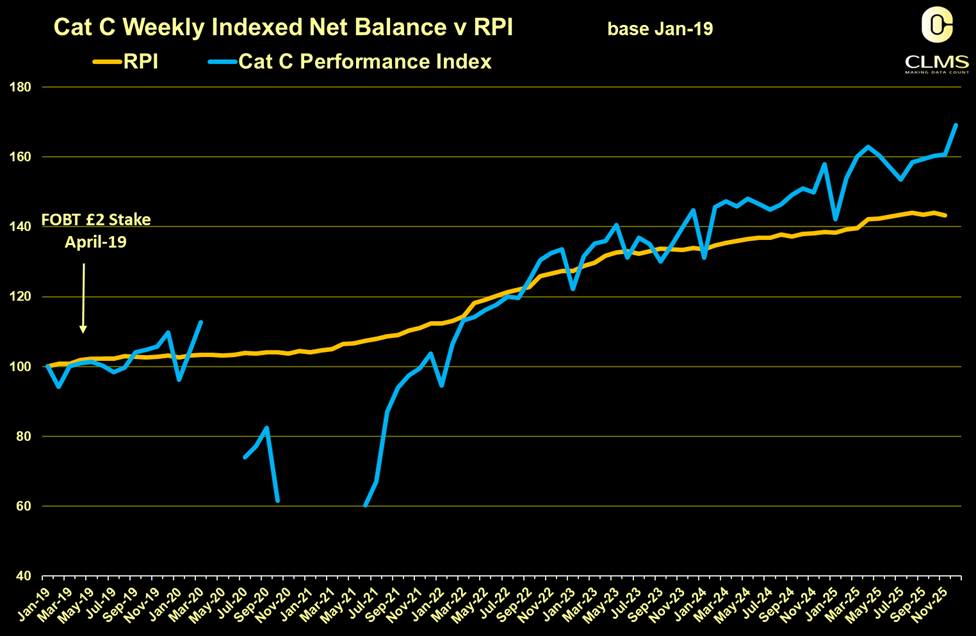 Cat C Weekly Indexed Net Balance v RPI
base Jan-19
RPI
Cat C Performance Index
CLMS
MAKING DATA COUNT
180
160
140
120
100
80
60
40
FOBT £2 Stake
April-19
Jan-19
Mar-19
May-19
Jul-19
Sep-19
Nov-19
Jan-20
Mar-20
May-20
Jul-20
Sep-20
Nov-20
Jan-21
Mar-21
May-21
Jul-21
Sep-21
Nov-21
Jan-22
Mar-22
May-22
Jul-22
Sep-22
Nov-22
Jan-23
Mar-23
May-23
Jul-23
Sep-23
Nov-23
Jan-24
Mar-24
May-24
Jul-24
Sep-24
Nov-24
Jan-25
Mar-25
May-25
Jul-25
Sep-25
Nov-25